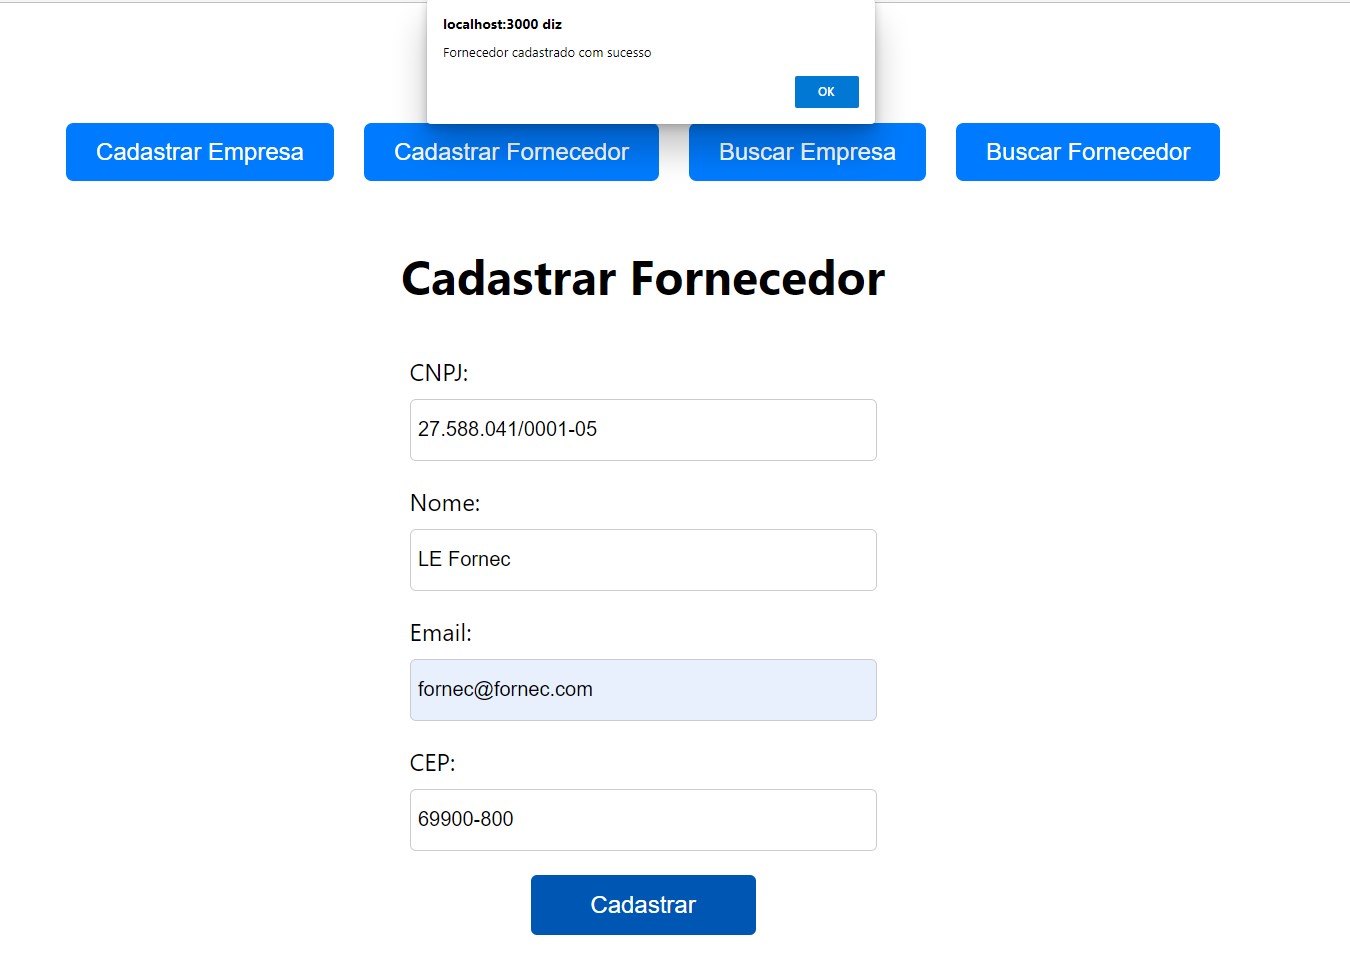 localhost:3000 diz
Fornecedor cadastrado com sucesso
OK
Cadastrar Empresa
Cadastrar Fornecedor
Buscar Empresa
Buscar Fornecedor
Cadastrar Fornecedor
CNPJ:
27.588.041/0001-05
Nome:
LE Fornec
Email:
fornec@fornec.com
CEP:
69900-800
Cadastrar